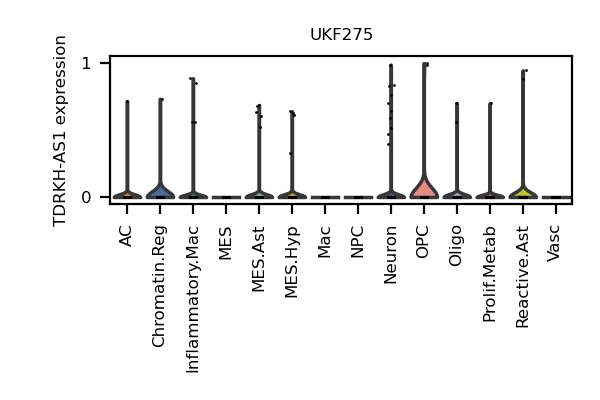 UKF275
TDRKH-AS1 expression
1
0
AC
Chromatin.Reg
Inflammatory.Mac
MES
MES.Ast
MES.Hyp
Mac
NPC
Neuron
OPC
Oligo
Prolif.Metab
Reactive.Ast
Vasc